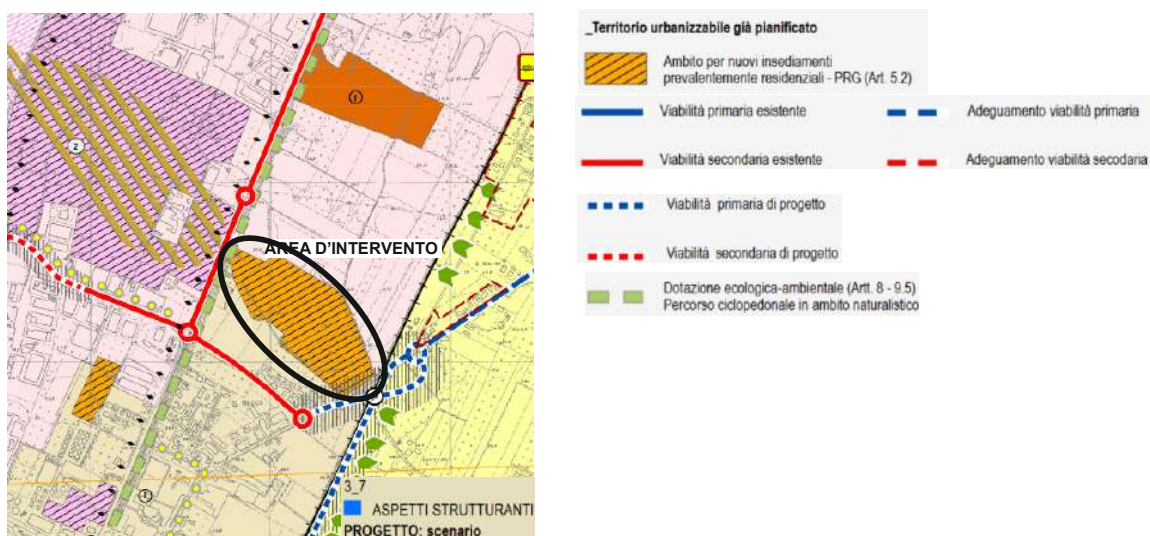 AREA D'INTERVENTO
2
3_7
ASPETTI STRUTTURANTI
PROGETTO: scenario
_Territorio urbanizzabile già pianificato
Ambito per nuovi insediamenti
prevalentemente residenziali - PRG (Art. 5.2)
Viabilità primaria esistente
Adeguamento viabilità primaria
Viabilità secondaria esistente
Adeguamento viabilità secodaria
Viabilità primaria di progetto
Viabilità secondaria di progetto
Dotazione ecologica-ambientale (Artt. 8 - 9.5)
Percorso ciclopedonale in ambito naturalistico